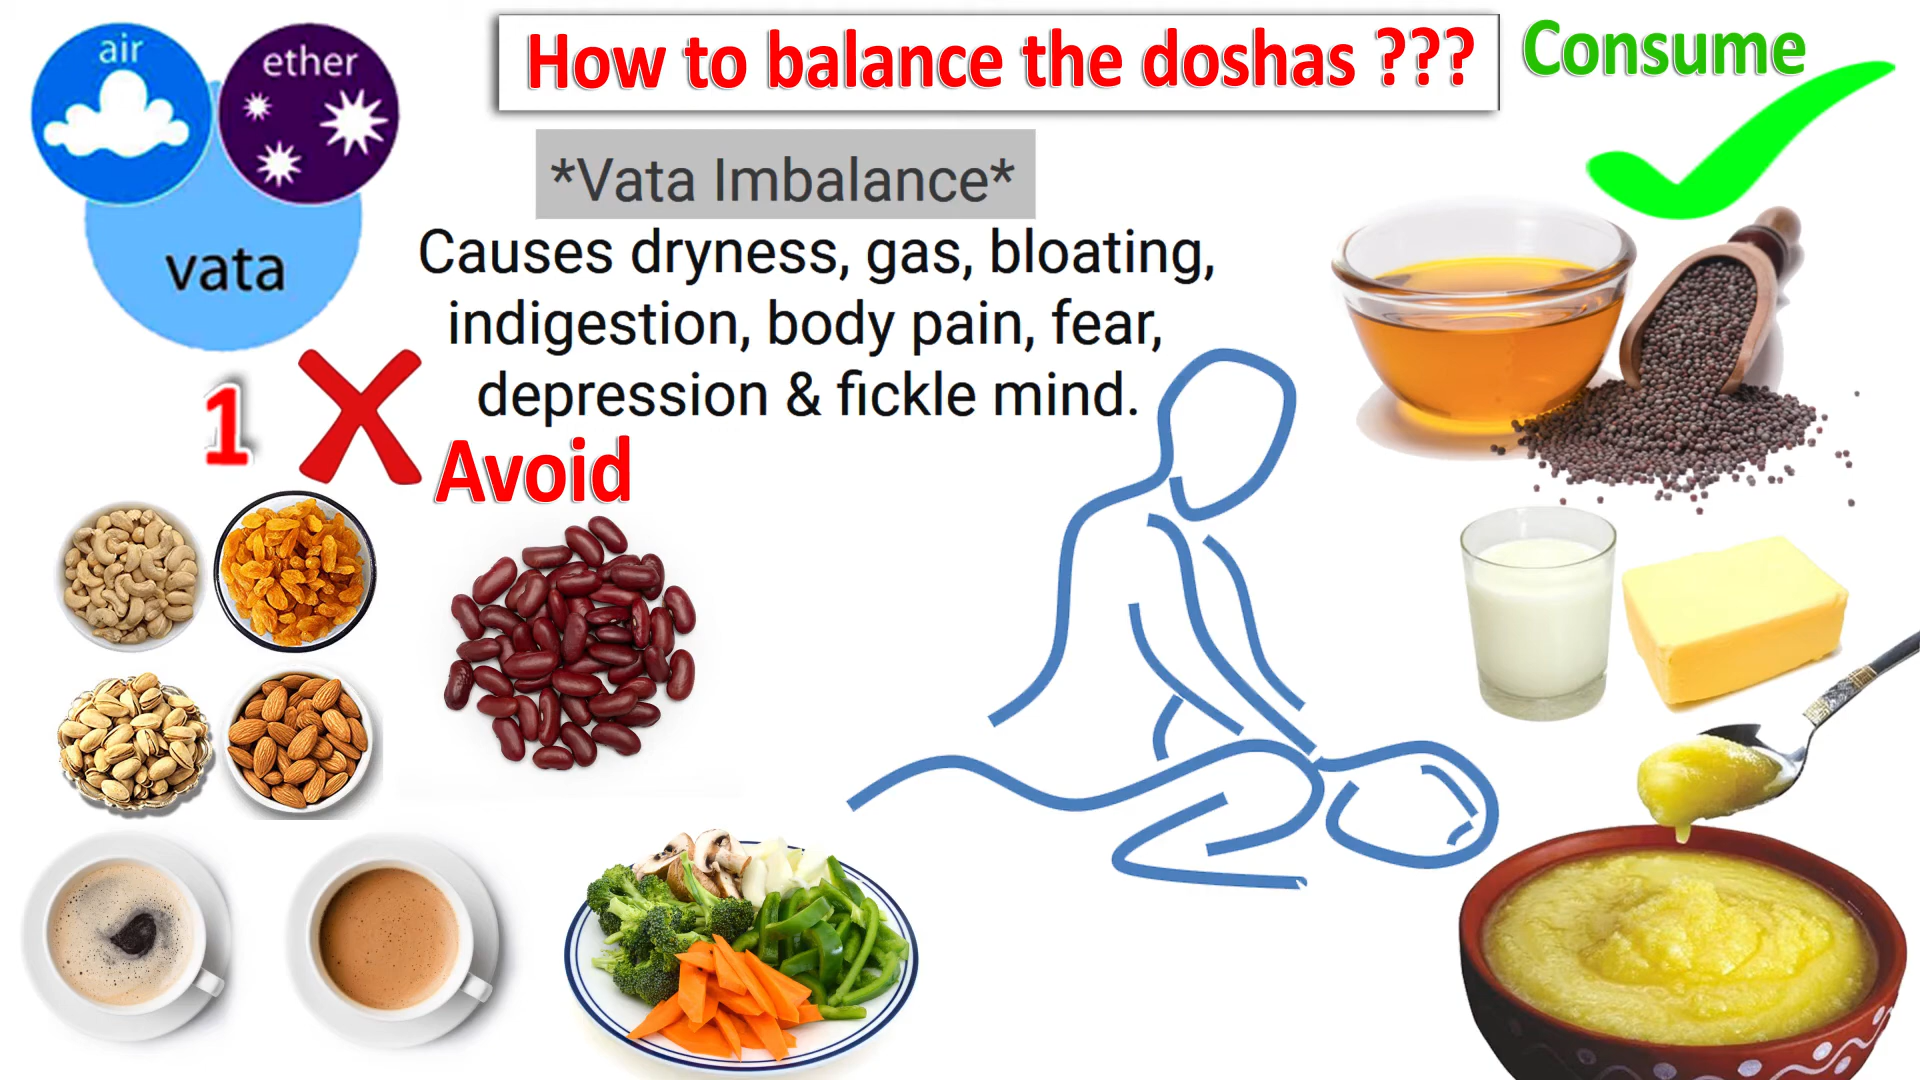 air
ether
vata
How to balance the doshas ???
Consume
*Vata Imbalance*
Causes dryness, gas, bloating,
indigestion, body pain, fear,
depression & fickle mind.
1
Avoid